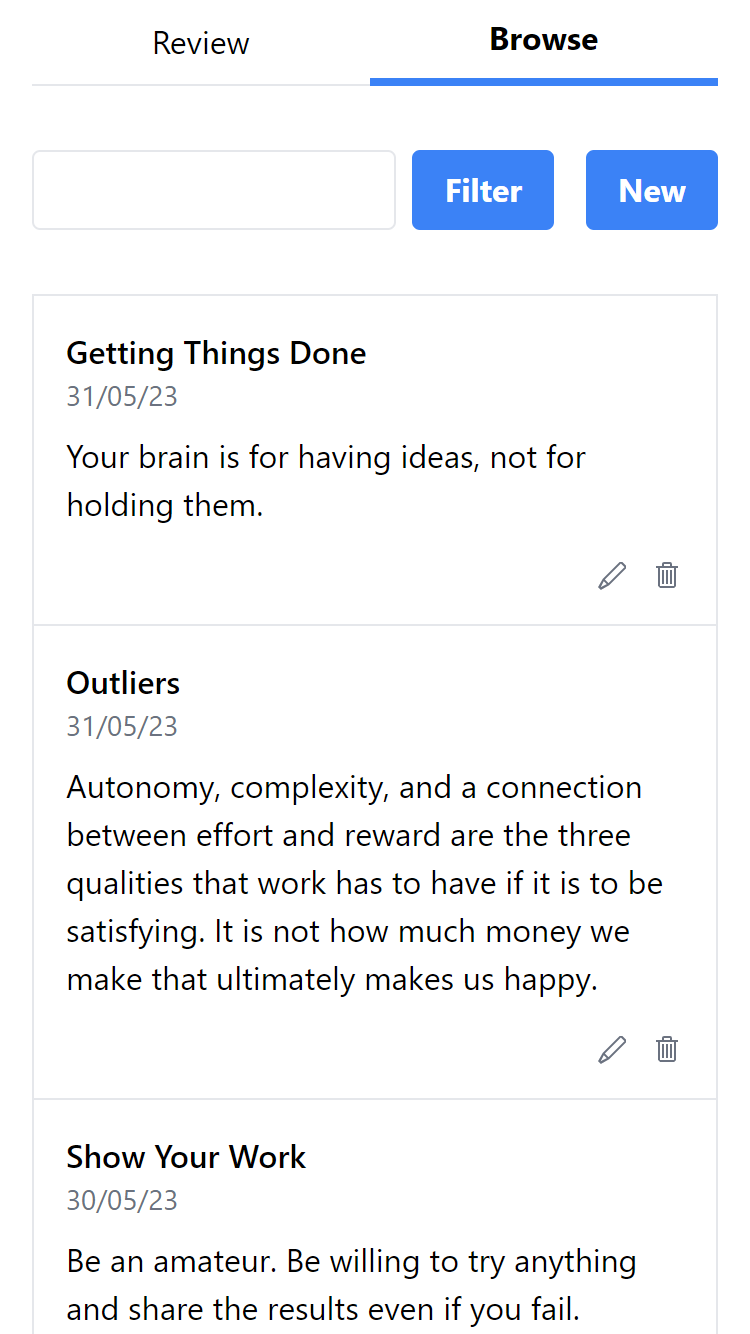 Review
Browse
Filter
New
Getting Things Done
31/05/23
Your brain is for having ideas, not for
holding them.
Outliers
31/05/23
Autonomy, complexity, and a connection
between effort and reward are the three
qualities that work has to have if it is to be
satisfying. It is not how much money we
make that ultimately makes us happy.
Show Your Work
30/05/23
Be an amateur. Be willing to try anything
and share the results even if you fail.